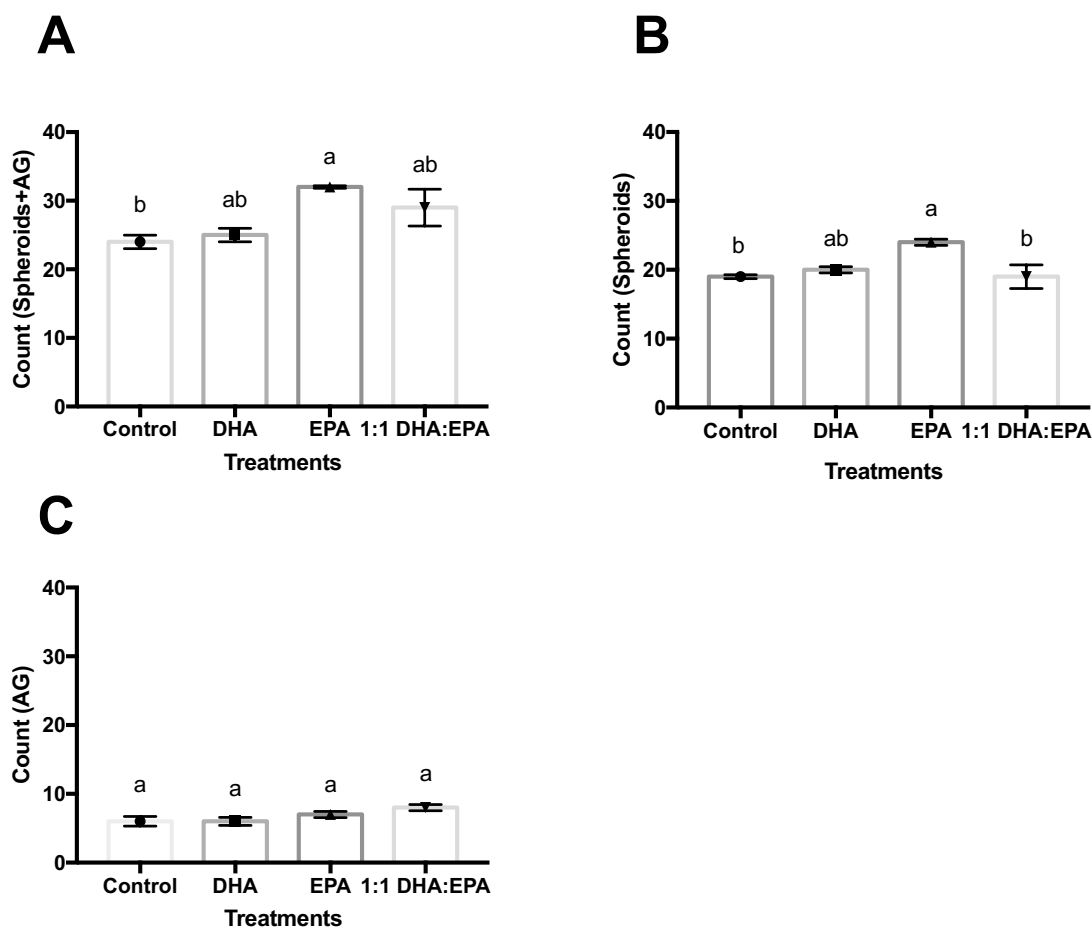 A
40
30
20
10
0
Count (Spheroids+AG)
b
ab
a
ab
Control DHA EPA 1:1 DHA:EPA
Treatments
B
40
30
20
10
0
Count (Spheroids)
b
ab
a
b
Control DHA EPA 1:1 DHA:EPA
Treatments
C
40
30
20
10
0
Count (AG)
a
a
a
a
Control DHA EPA 1:1 DHA:EPA
Treatments